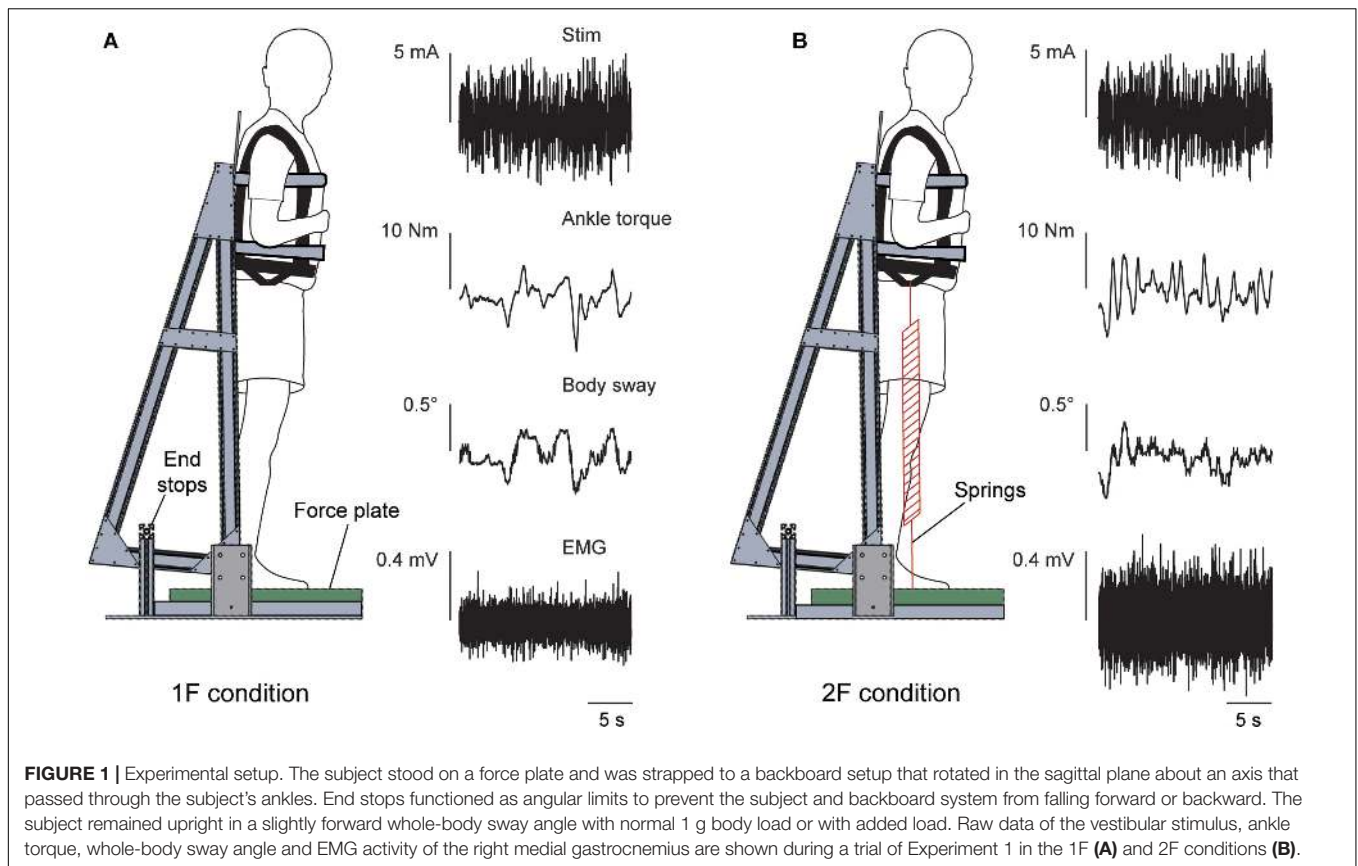 A
Stim
5 mA
Ankle torque
10 Nm
Body sway
0.5°
End
stops
Force plate
EMG
0.4 mV
1F condition
5 s
B
5 mA
10 Nm
0.5°
Springs
0.4 mV
2F condition
5 s
FIGURE 1 | Experimental setup. The subject stood on a force plate and was strapped to a backboard setup that rotated in the sagittal plane about an axis that
passed through the subject's ankles. End stops functioned as angular limits to prevent the subject and backboard system from falling forward or backward. The
subject remained upright in a slightly forward whole-body sway angle with normal 1 g body load or with added load. Raw data of the vestibular stimulus, ankle
torque, whole-body sway angle and EMG activity of the right medial gastrocnemius are shown during a trial of Experiment 1 in the 1F (A) and 2F conditions (B).